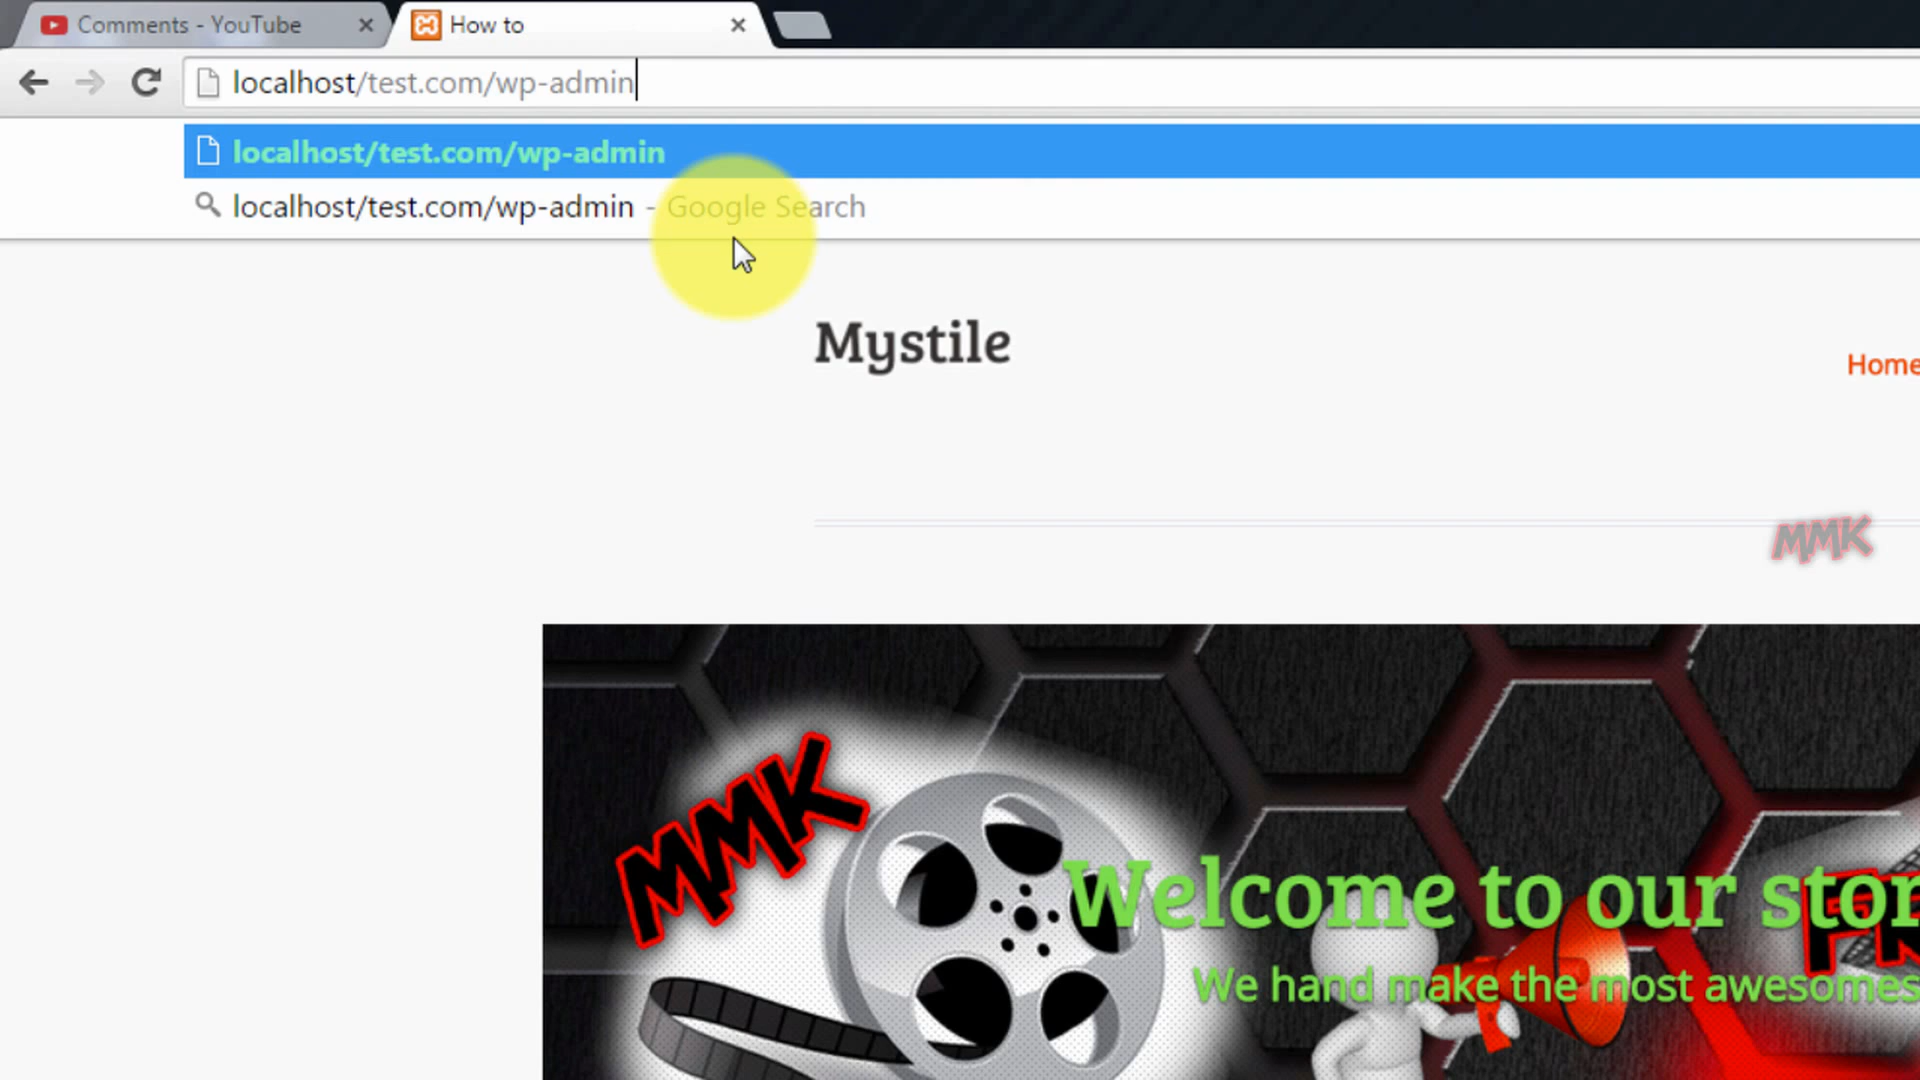 Comments - YouTube
How to
localhost/test.com/wp-admin
localhost/test.com/wp-admin
localhost/test.com/wp-admin - Google Search
Mystile
Home
MMK
MMK
Welcome to our stor
We hand make the most awesomes